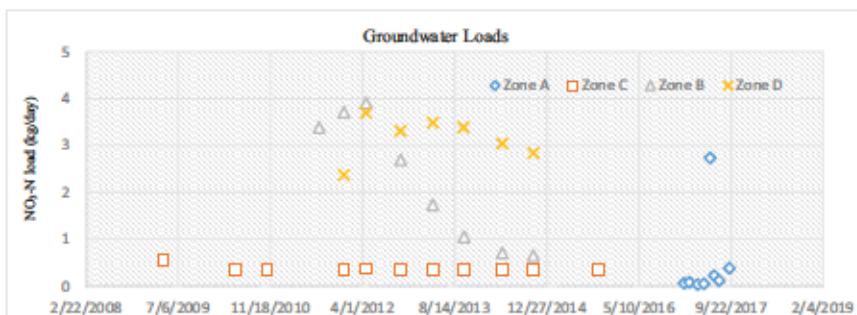 Groundwater Loads
5
Zone A Zone C Zone B Zone D
4
3
2
1
0
NO3-N load (kg/day)
2/22/2008 7/6/2009 11/18/2010 4/1/2012 8/14/2013 12/27/2014 5/10/2016 9/22/2017 2/4/2019